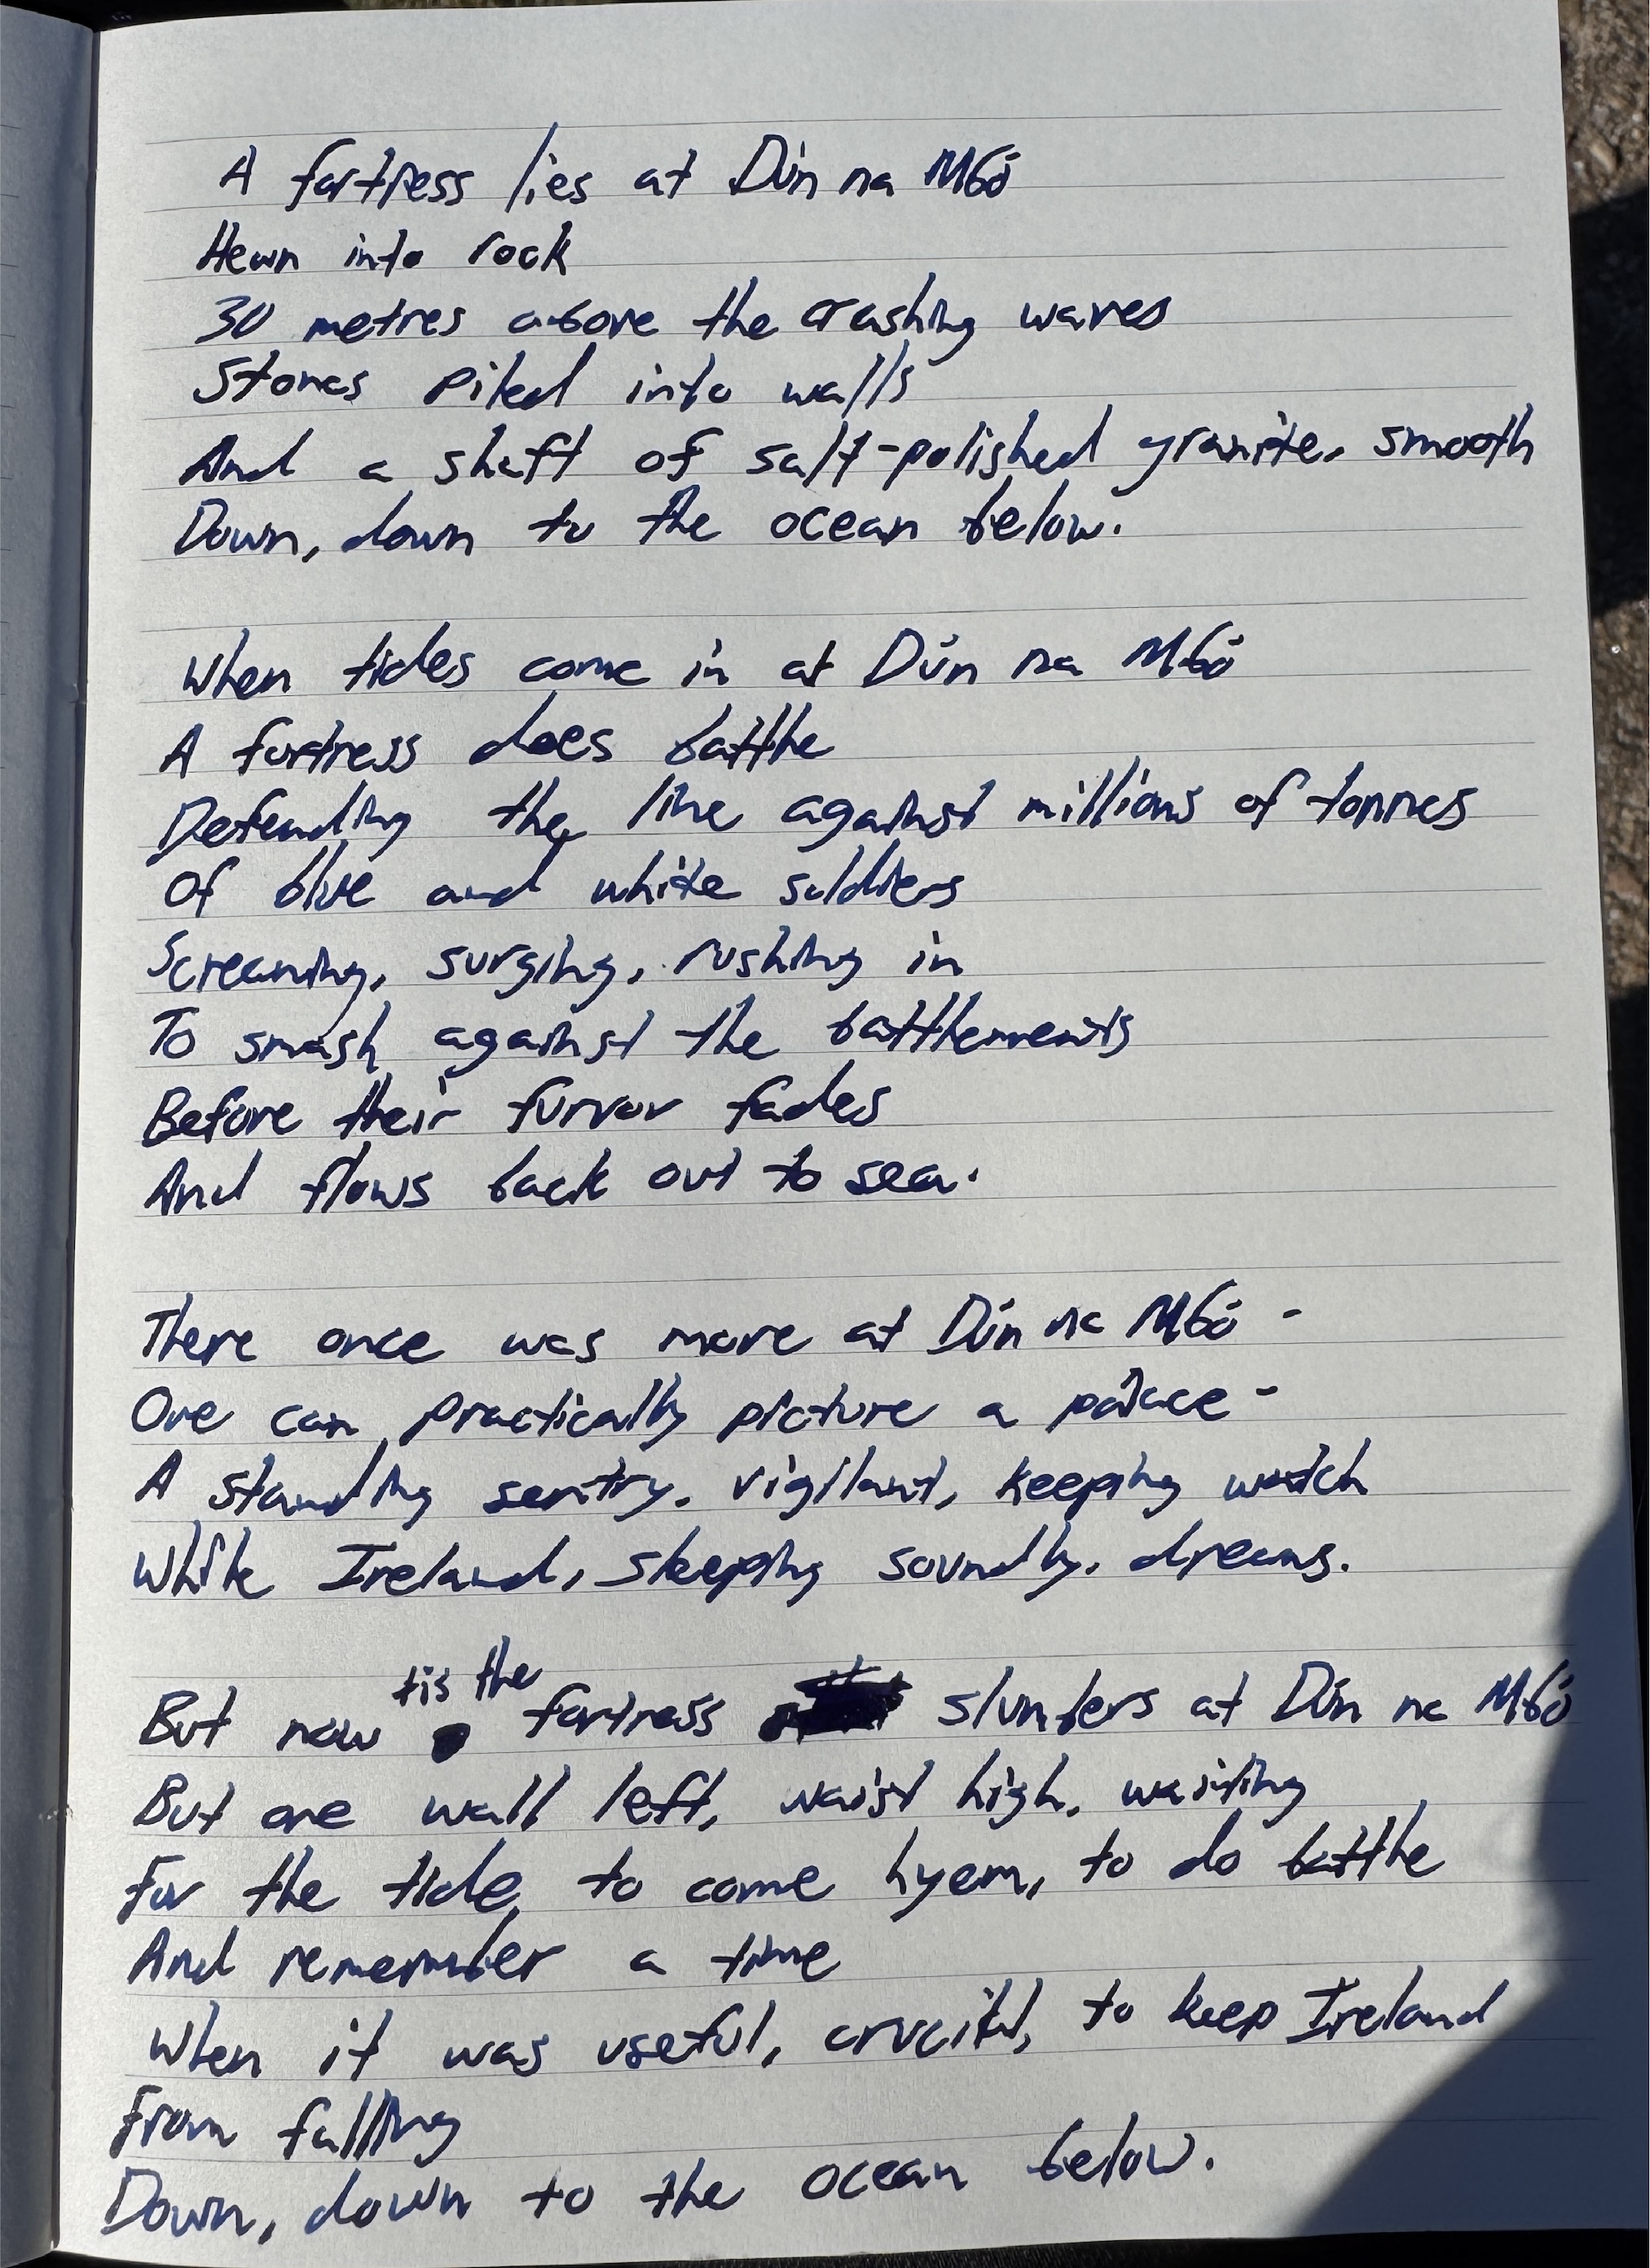 A fortress lies at Dún na Mbó
Hewn into rock
30 metres above the crashing waves
Stones piled into walls
And a shaft of salt-polished granite, smooth
Down, down to the ocean below.
When tides come in at Dún na Mbó
A fortress does battle
Defending the line against millions of tonnes
Of blue and white soldiers
Screaming, surging, rushing in
To smash against the battlements
Before their furvor fades
And flows back out to sea.
There once was more at Dún na Mbó -
One can practically picture a palace -
A standing sentry, vigilant, keeping watch
While Ireland, sleeping soundly, dreams.
But now tis the fortress slumbers at Dún na Mbó
But one wall left, waist high, waiting
For the tide to come hyem, to do battle
And remember a time
When it was useful, crucial, to keep Ireland
From falling
Down, down to the ocean below.